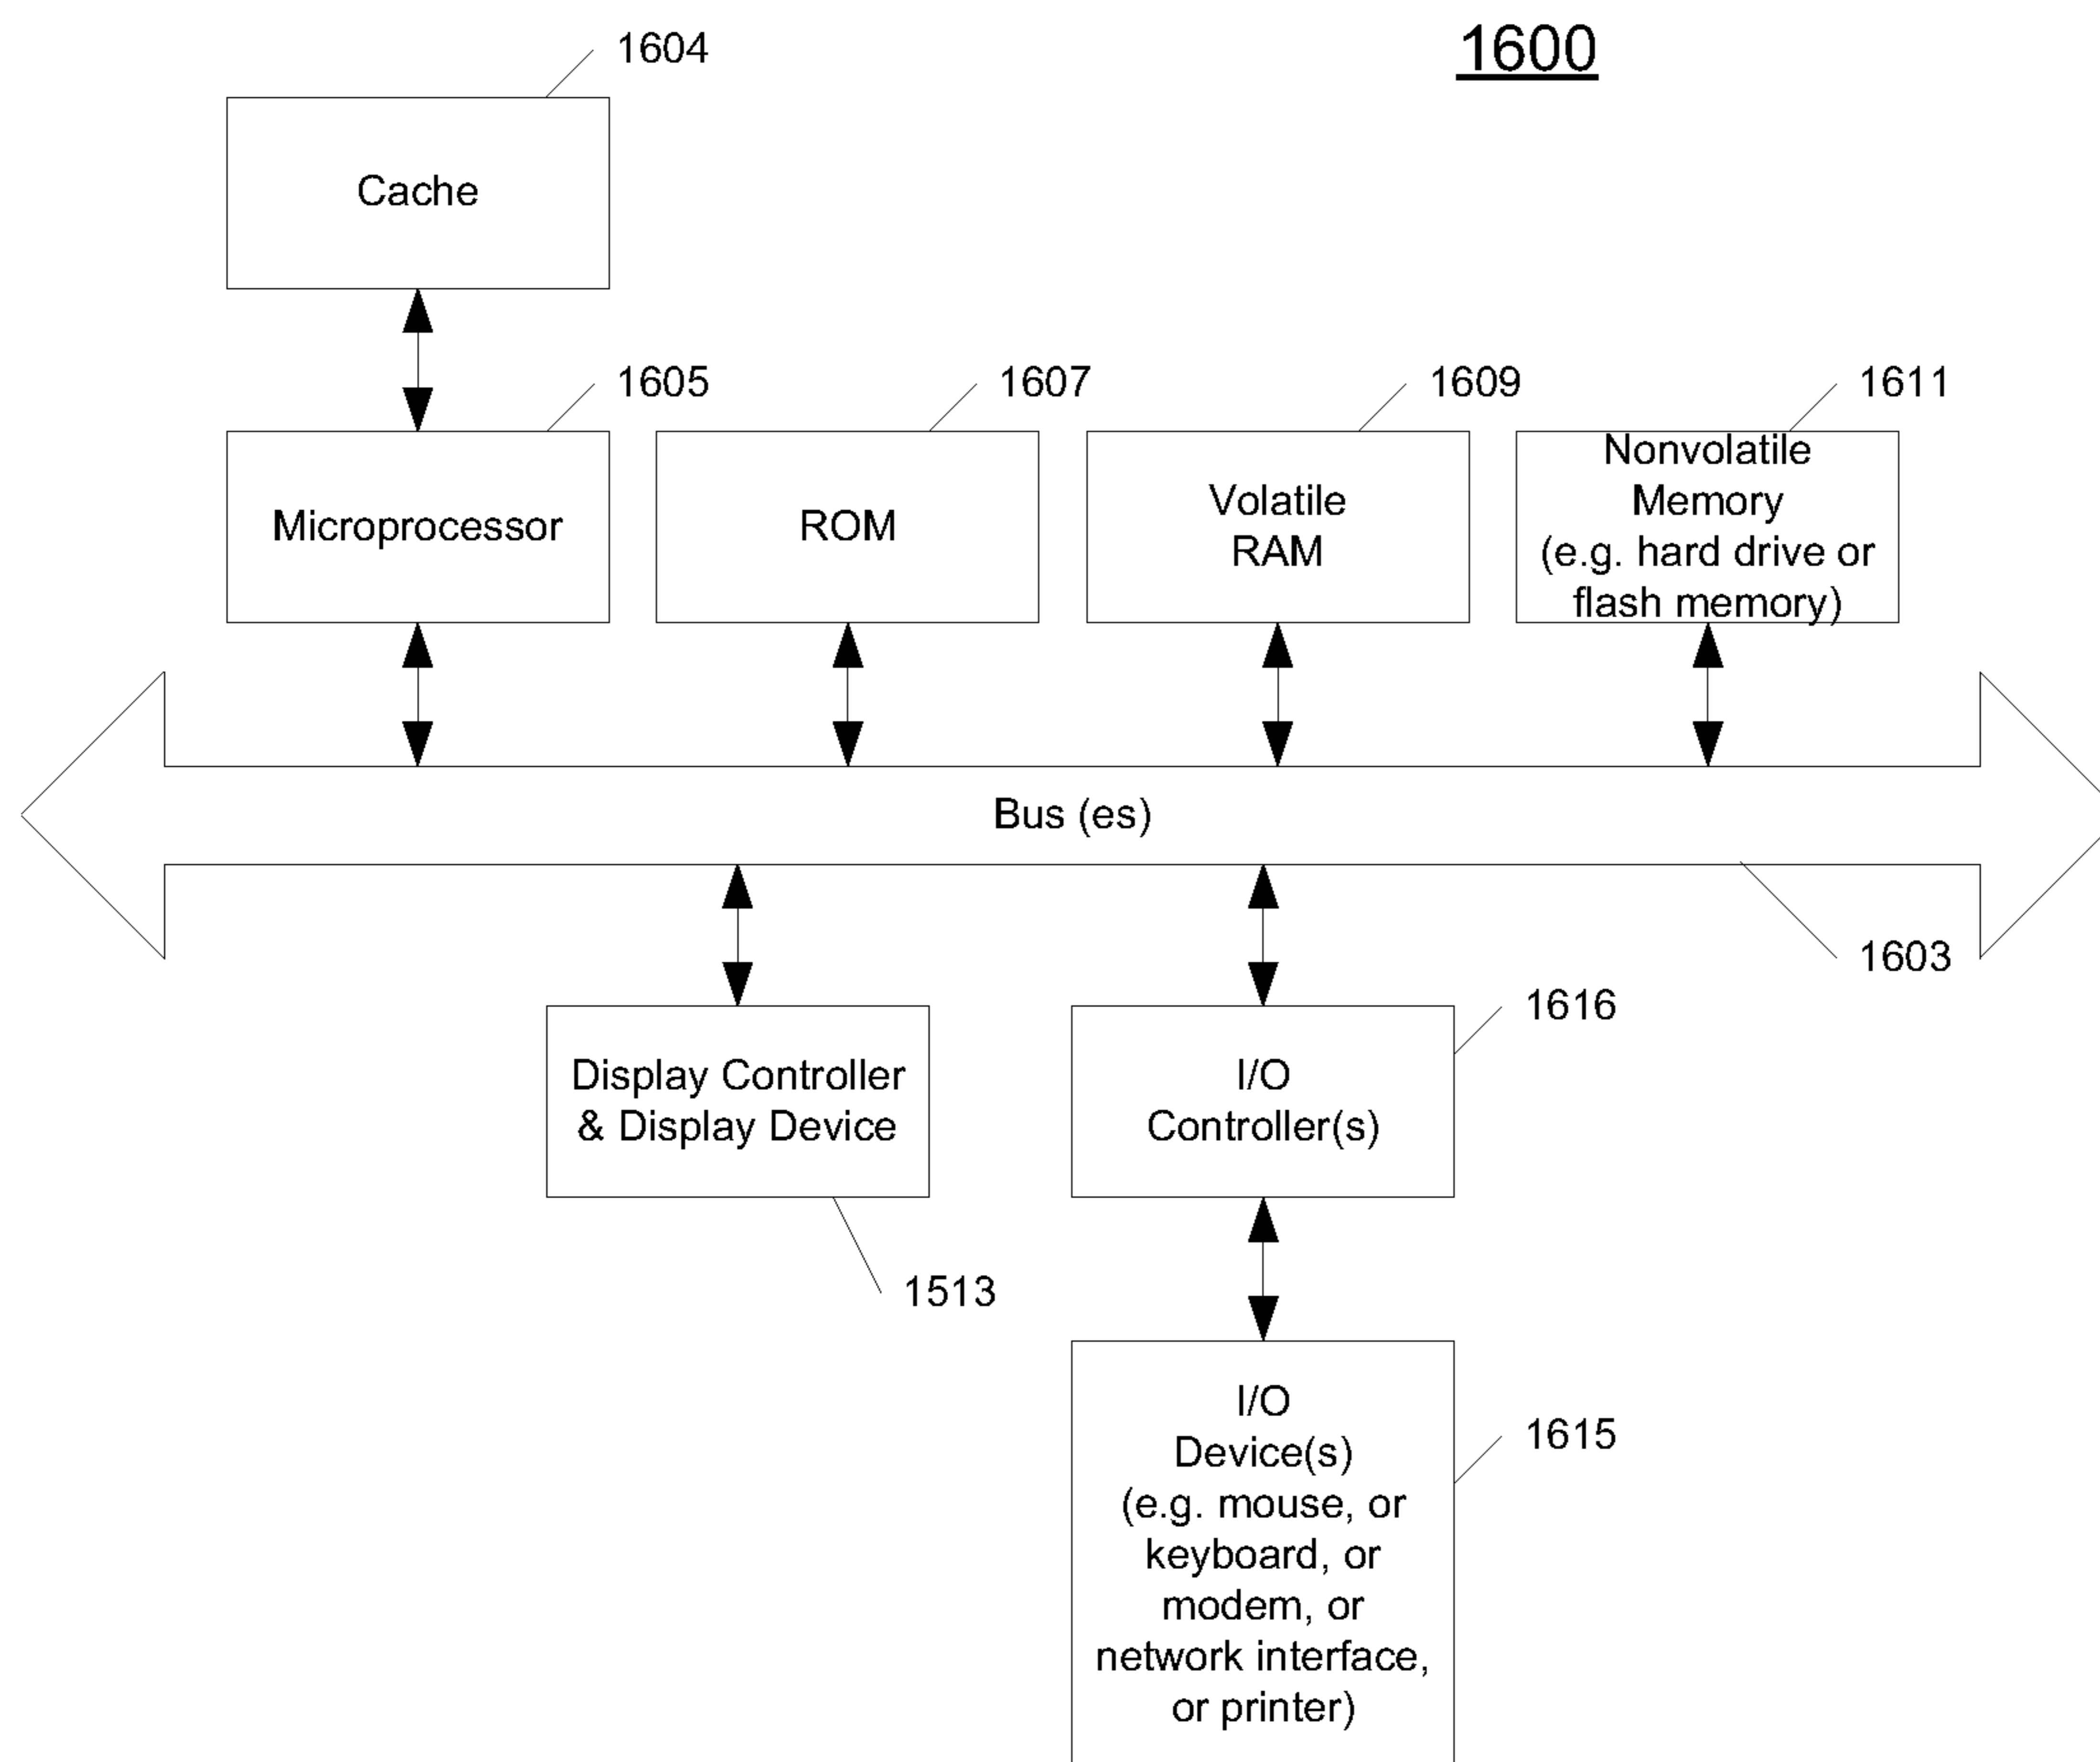 1600
1604
Cache
1605
1607
1609
1611
Microprocessor
ROM
Volatile
RAM
Nonvolatile
Memory
(e.g. hard drive or
flash memory)
Bus (es)
1603
Display Controller
& Display Device
1513
I/O
Controller(s)
1616
I/O
Device(s)
(e.g. mouse, or
keyboard, or
modem, or
network interface,
or printer)
1615